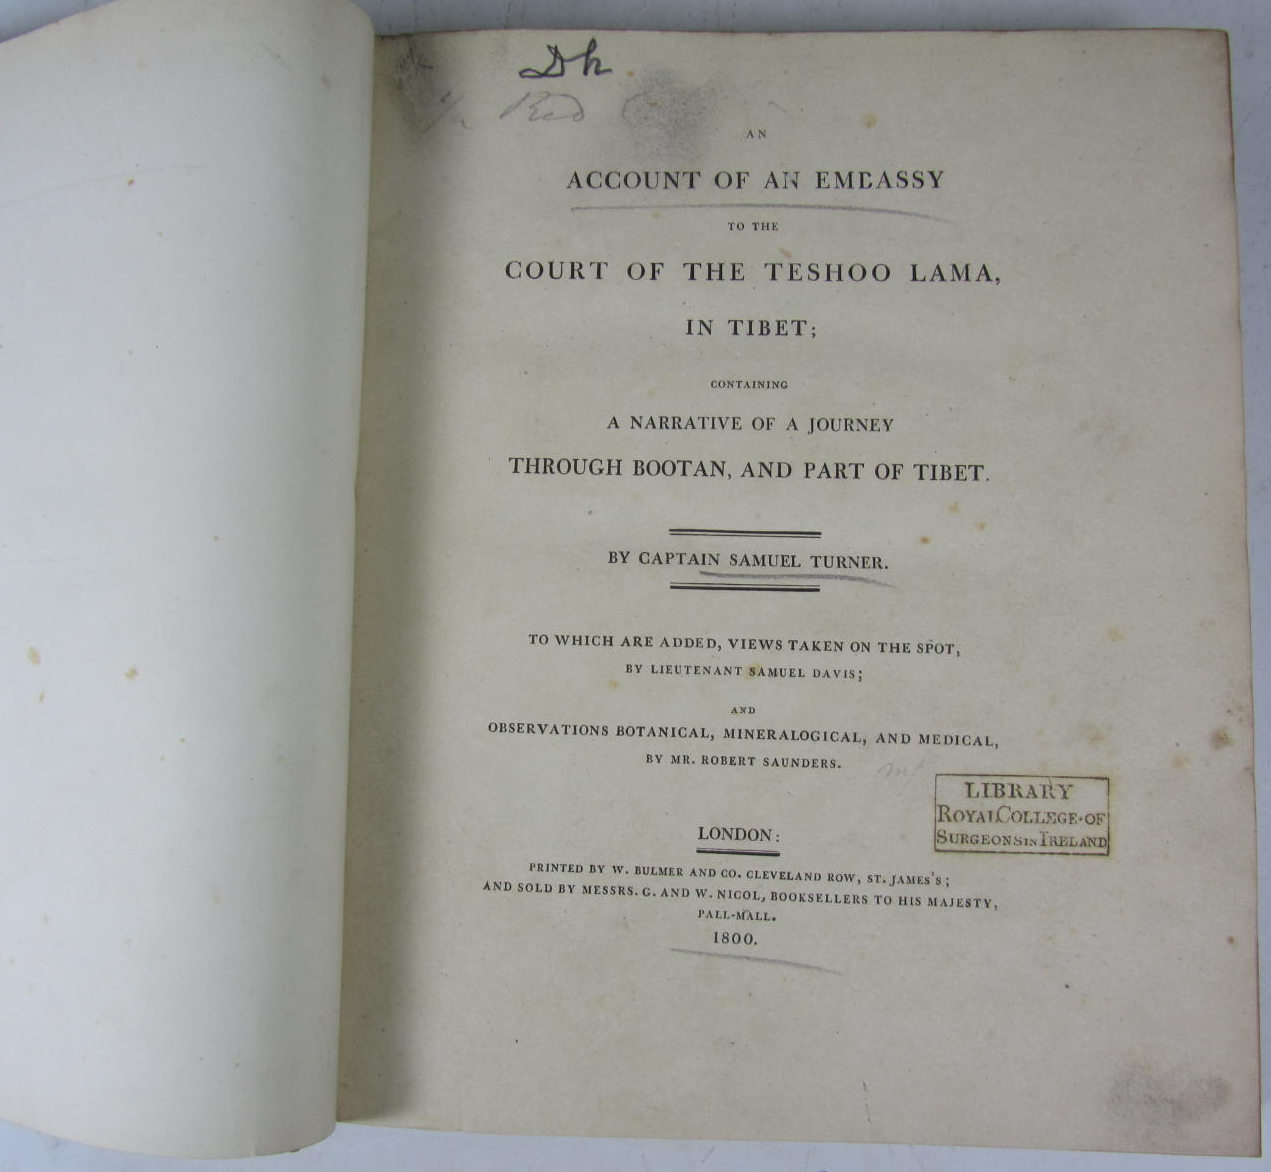 Dh
AN
ACCOUNT OF AN EMBASSY
TO THE
COURT OF THE TESHOO LAMA,
IN TIBET;
CONTAINING
A NARRATIVE OF A JOURNEY
THROUGH BOOTAN, AND PART OF TIBET.
BY CAPTAIN SAMUEL TURNER.
TO WHICH ARE ADDED, VIEWS TAKEN ON THE SPOT,
BY LIEUTENANT SAMUEL DAVIS;
AND
OBSERVATIONS BOTANICAL, MINERALOGICAL, AND MEDICAL,
BY MR. ROBERT SAUNDERS.
LIBRARY
ROYAL COLLEGE·OF
SURGEONS IN IRELAND
LONDON:
PRINTED BY W. BULMER AND CO. CLEVELAND ROW, ST. JAMES'S;
AND SOLD BY MESSRS. G. AND W. NICOL, BOOKSELLERS TO HIS MAJESTY,
PALL-MALL.
1800.